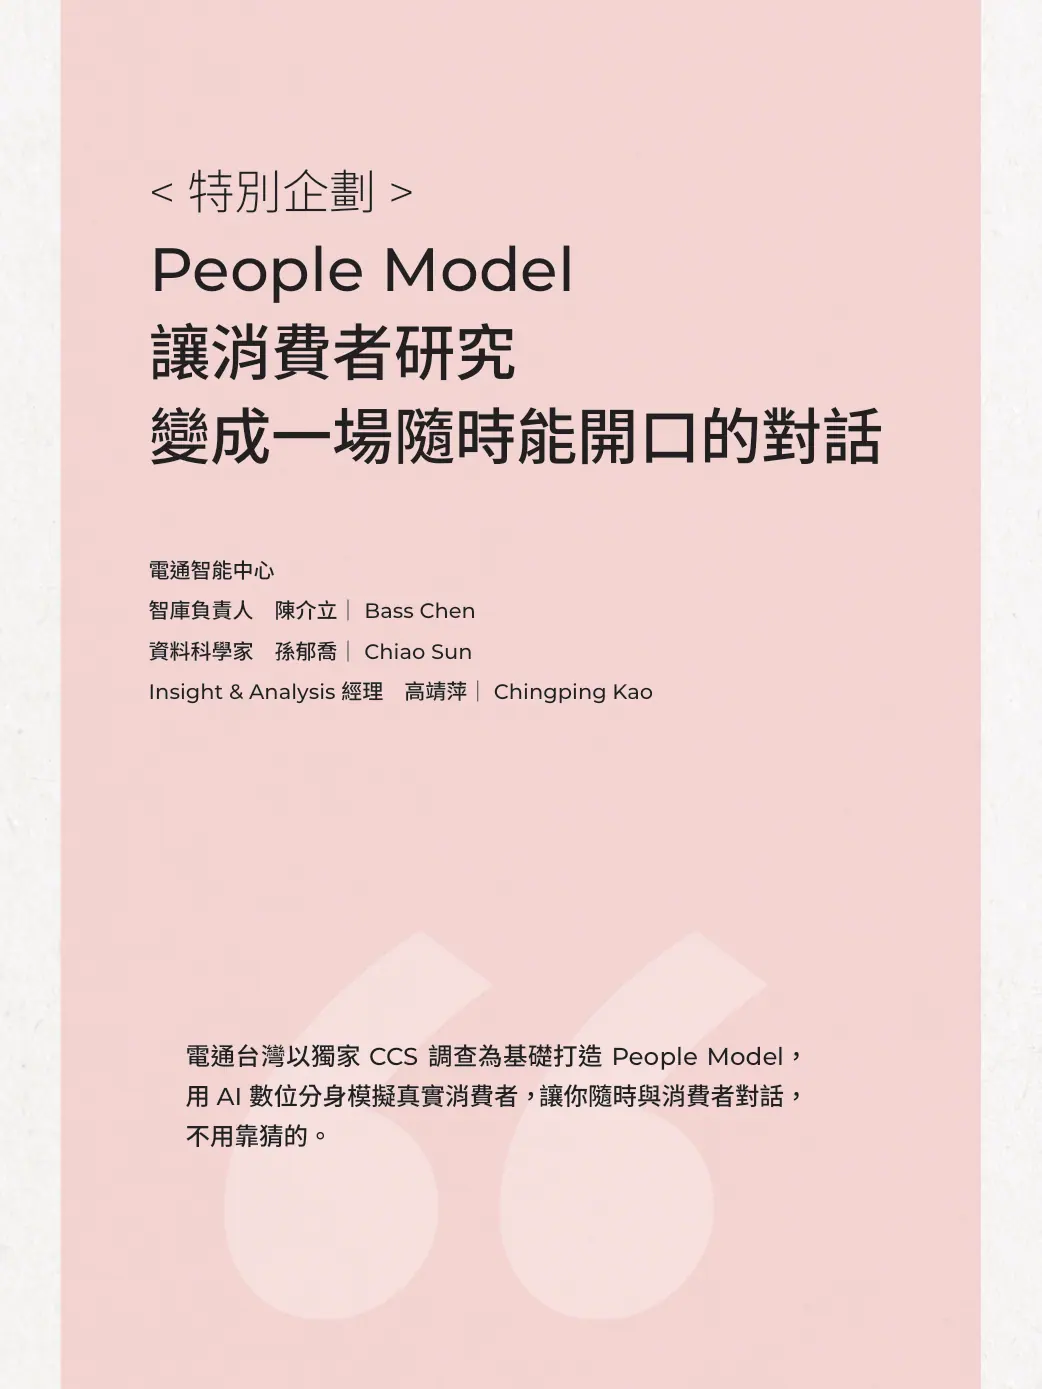 < 特別企劃 >
People Model
讓消費者研究
變成一場隨時能開口的對話
電通智能中心
智庫負責人 陳介立｜ Bass Chen
資料科學家 孫郁喬｜ Chiao Sun
Insight & Analysis 經理 高靖萍｜ Chingping Kao
電通台灣以獨家 CCS 調查為基礎打造 People Model，
用 AI 數位分身模擬真實消費者，讓你隨時與消費者對話，
不用靠猜的。